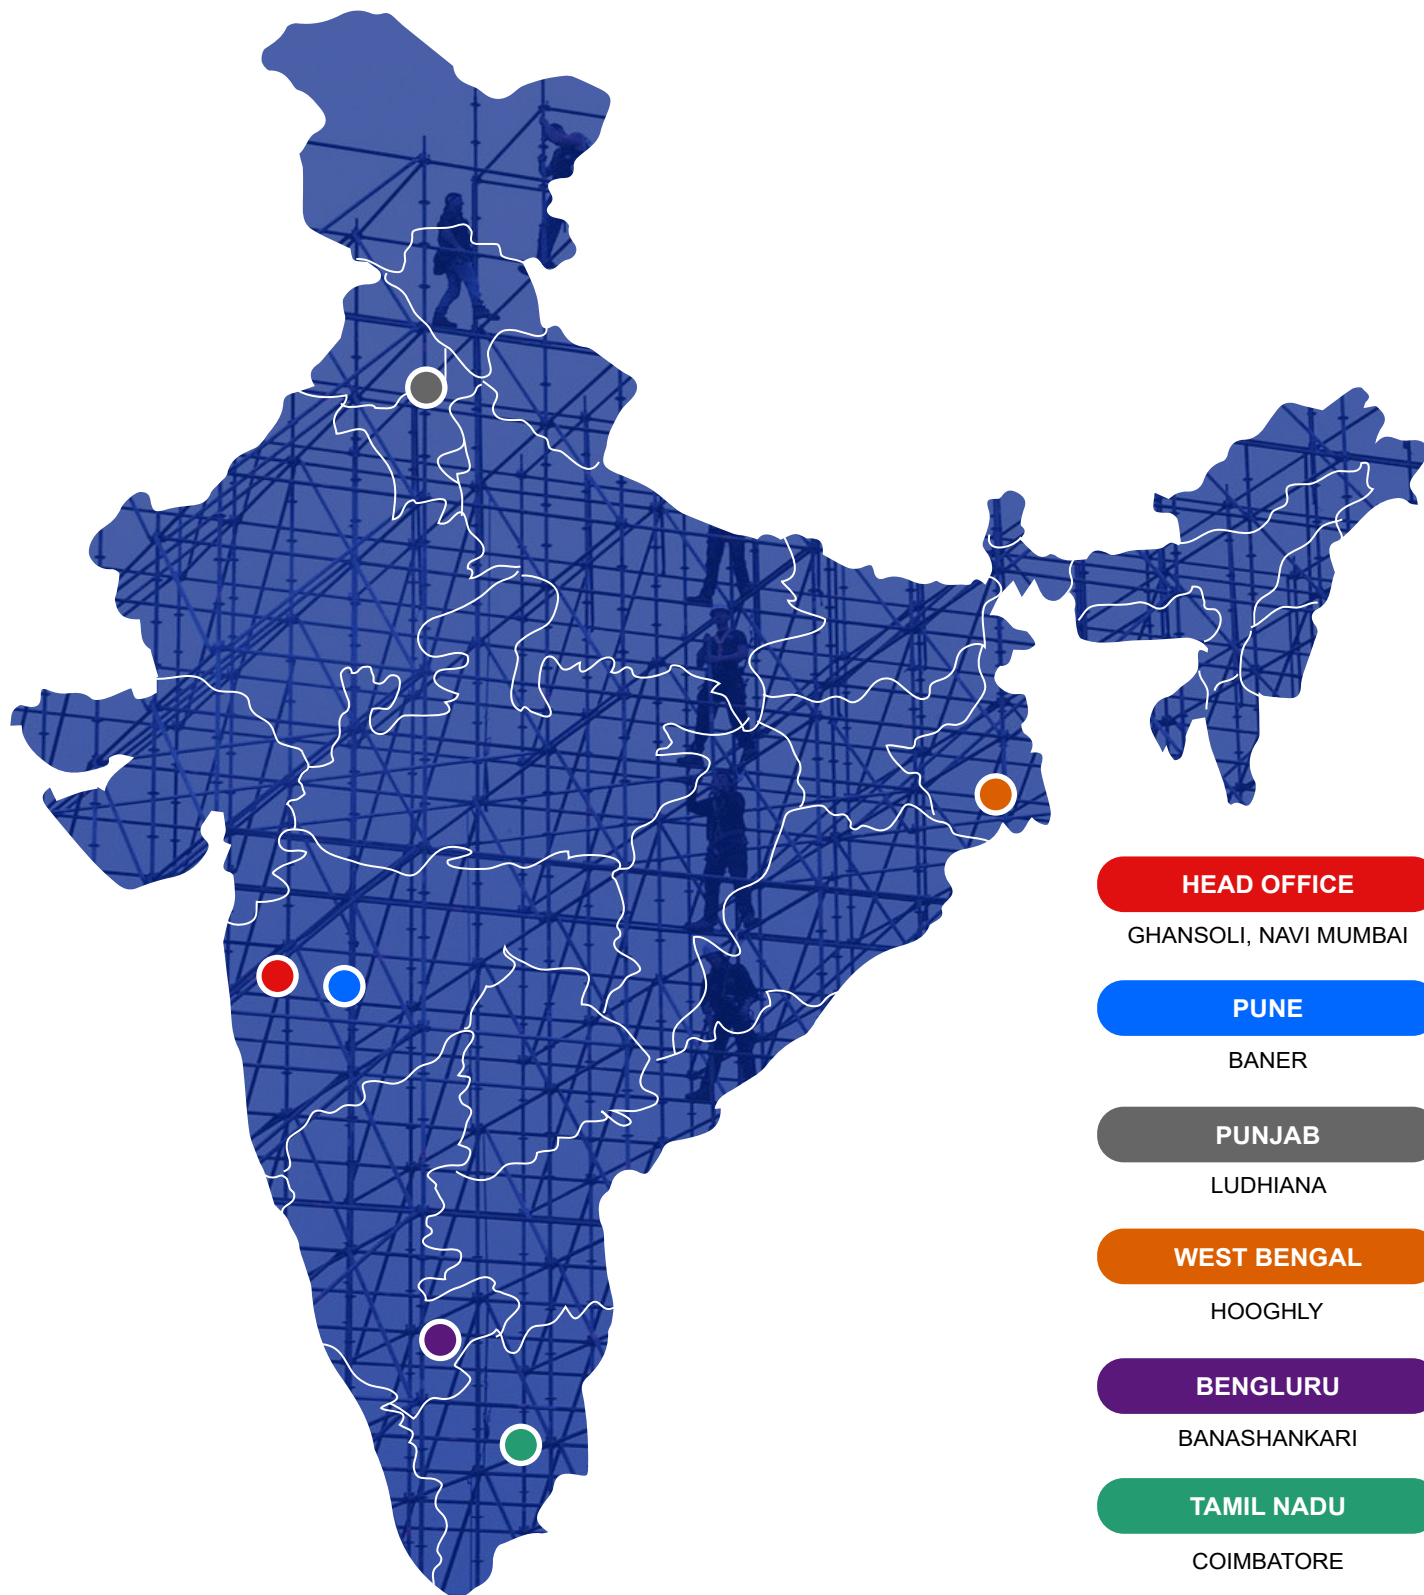 HEAD OFFICE
GHANSOLI, NAVI MUMBAI
PUNE
BANER
PUNJAB
LUDHIANA
WEST BENGAL
HOOGHLY
BENGLURU
BANASHANKARI
TAMIL NADU
COIMBATORE